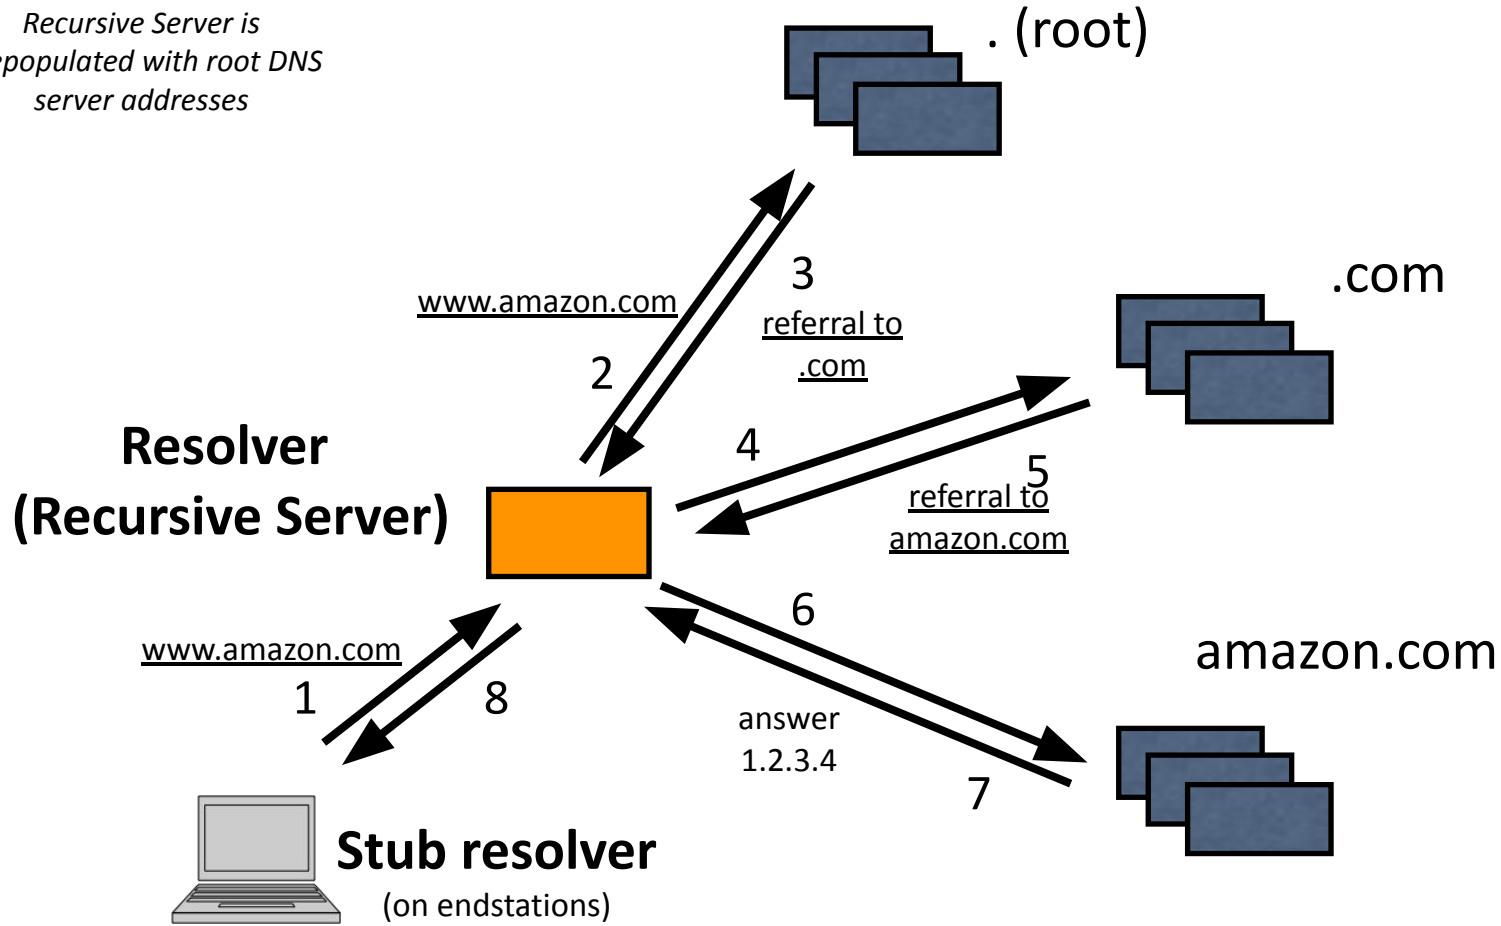 Recursive Server is
epopulated with root DNS
server addresses
. (root)
www.amazon.com
2
3
referral to
.com
.com
Resolver
(Recursive Server)
4
5
referral to
amazon.com
www.amazon.com
1
8
6
answer
1.2.3.4
7
amazon.com
Stub resolver
(on endstations)